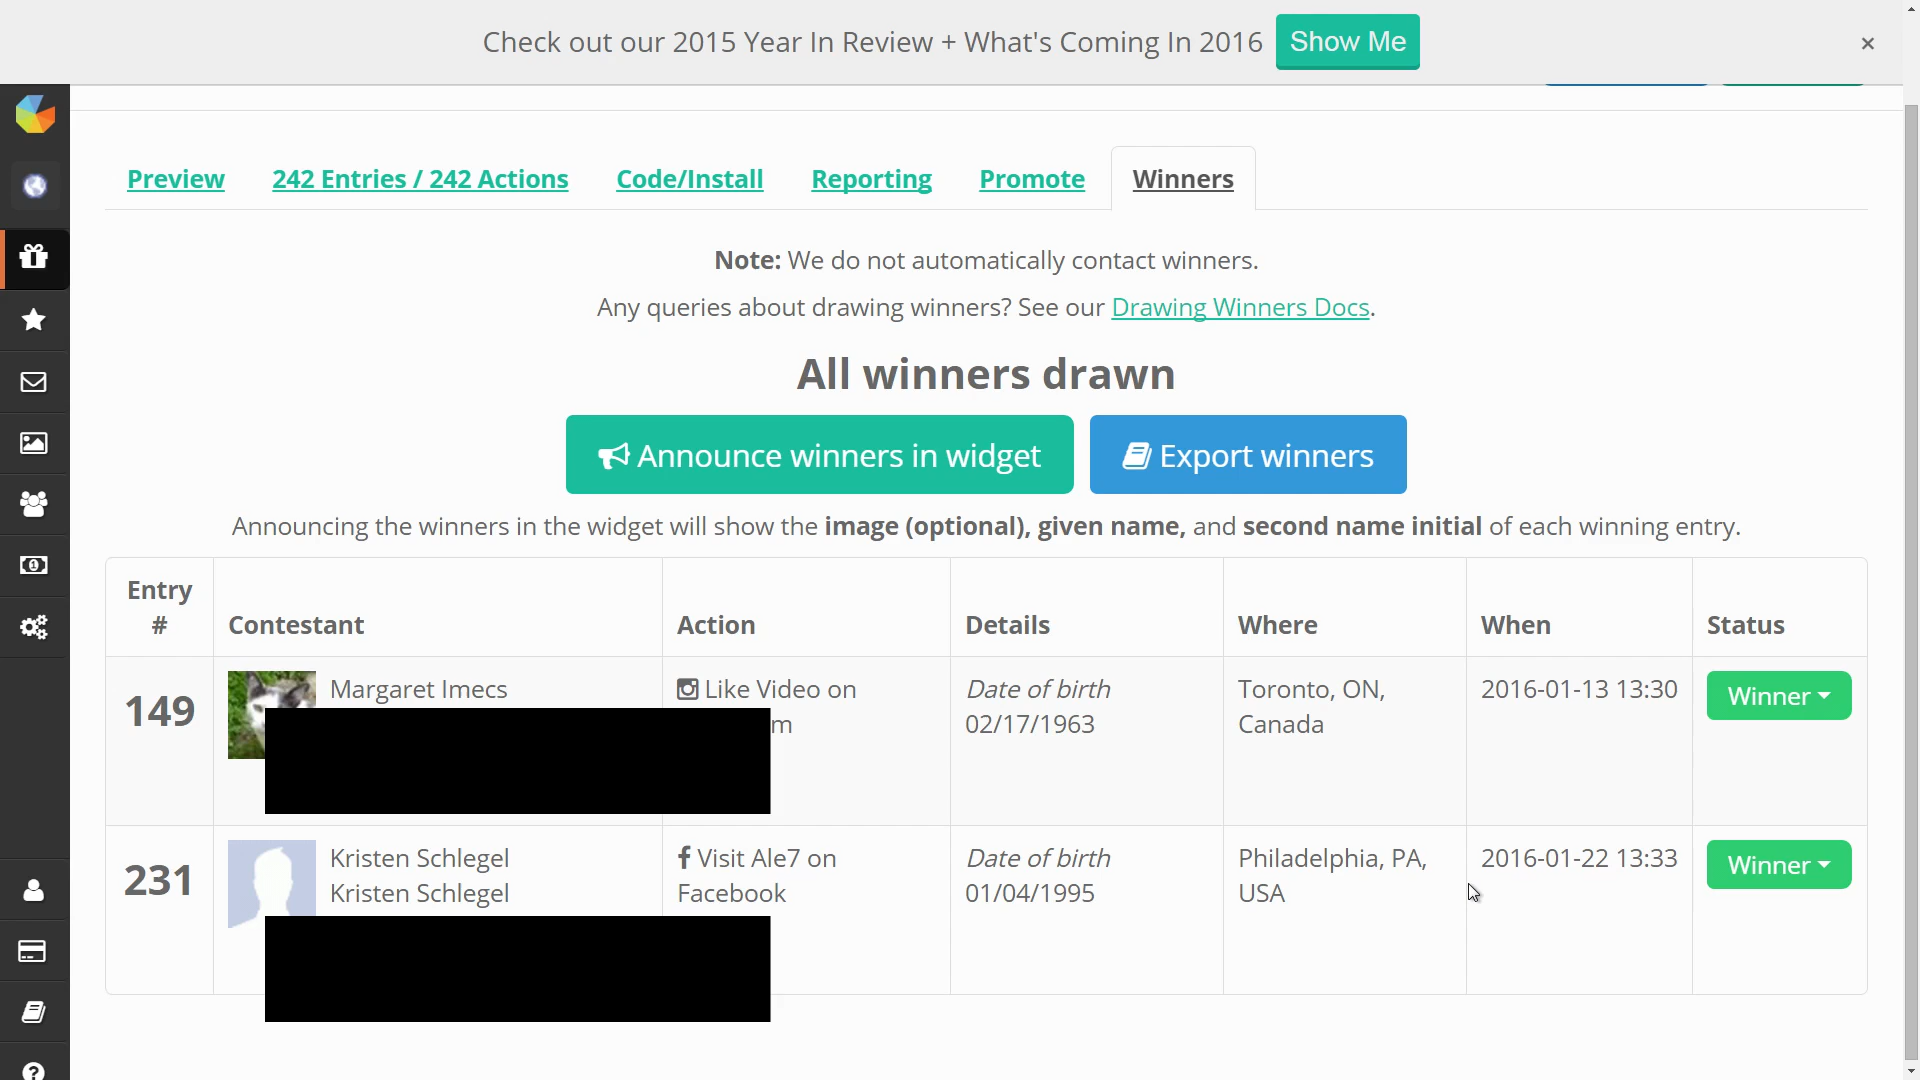 Check out our 2015 Year In Review + What's Coming In 2016 Show Me ×
Preview 242 Entries / 242 Actions Code/Install Reporting Promote Winners
Note: We do not automatically contact winners.
Any queries about drawing winners? See our Drawing Winners Docs.
All winners drawn
Announce winners in widget Export winners
Announcing the winners in the widget will show the image (optional), given name, and second name initial of each winning entry.
Entry
# Contestant Action Details Where When Status
149 Margaret Imecs Like Video on Date of birth Toronto, ON, 2016-01-13 13:30 Winner
m 02/17/1963 Canada
231 Kristen Schlegel Visit Ale7 on Date of birth Philadelphia, PA, 2016-01-22 13:33 Winner
Kristen Schlegel Facebook 01/04/1995 USA